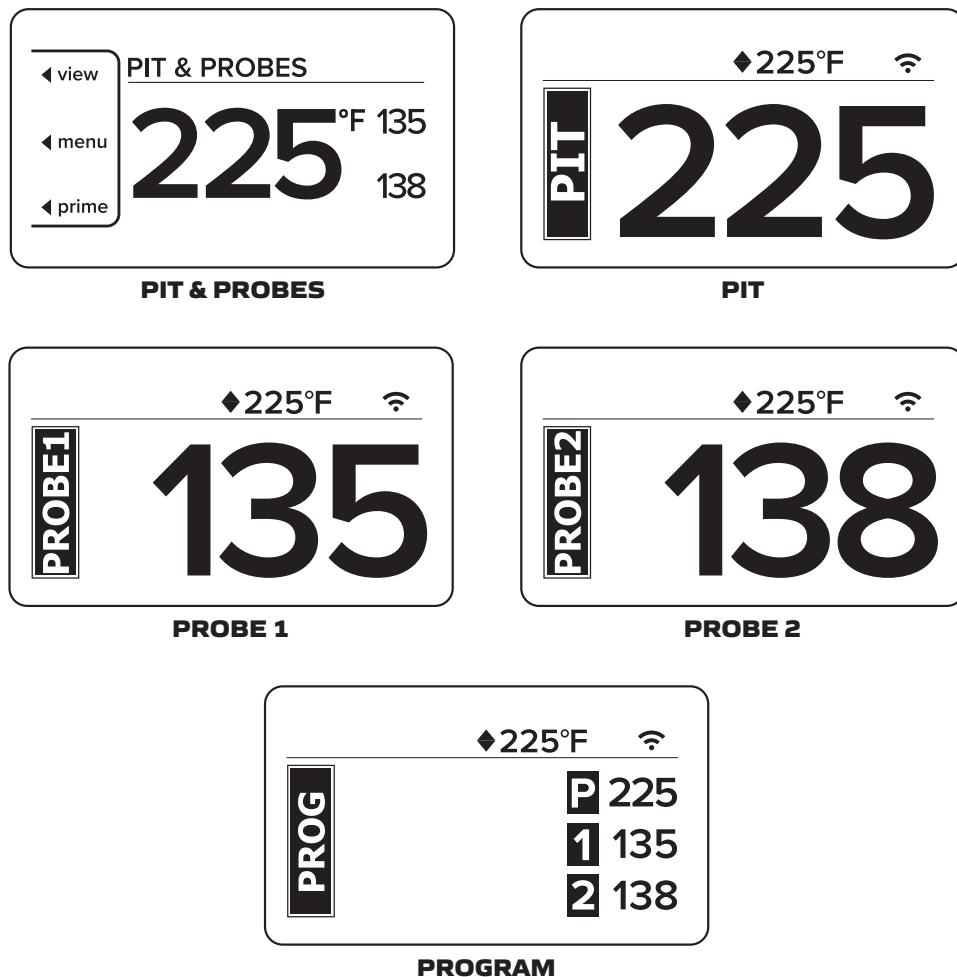 ◀ view
PIT & PROBES
225°F 135
◀ menu
138
◀ prime
PIT & PROBES
♦225°F
PIT
225
PIT
♦225°F
PROBE1
135
PROBE 1
♦225°F
PROBE2
138
PROBE 2
♦225°F
PROG
P 225
1 135
2 138
PROGRAM